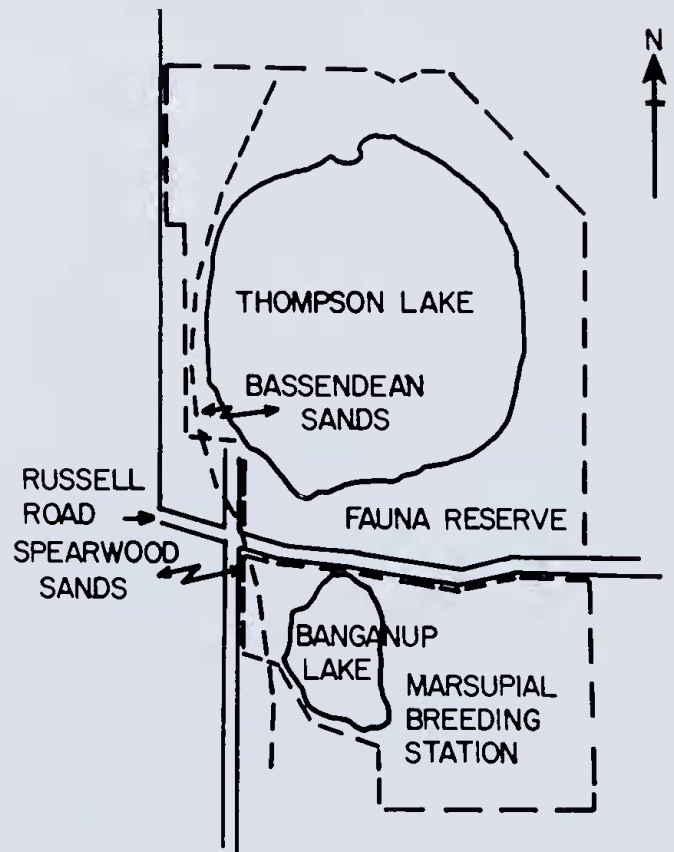 N
THOMPSON LAKE
BASSENDEAN
SANDS
RUSSELL
ROAD
FAUNA RESERVE
SPEARWOOD
SANDS
BANGANUP
LAKE
MARSUPIAL
BREEDING
STATION